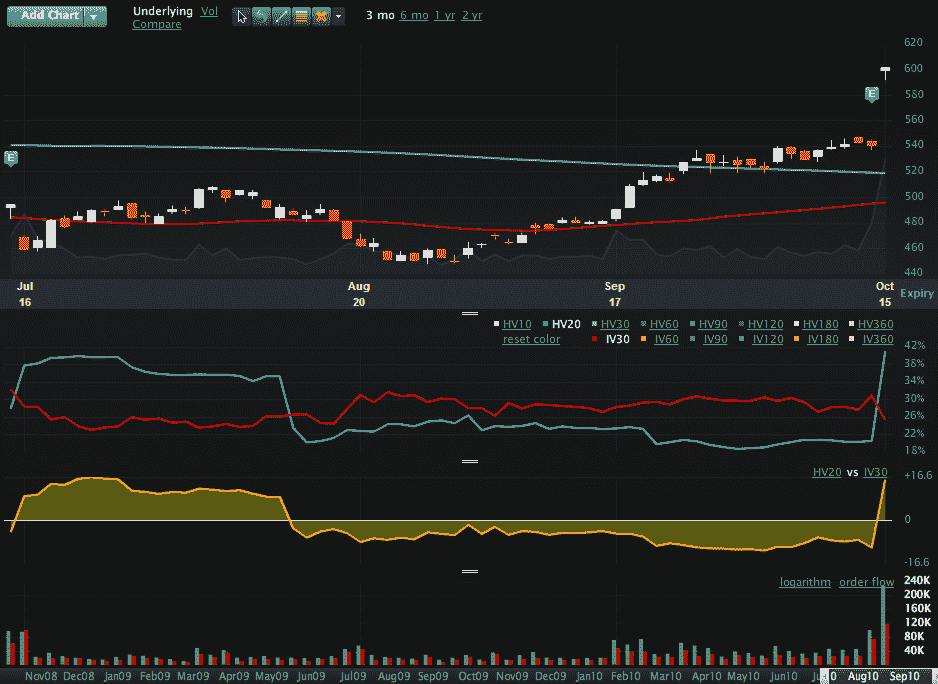 Add Chart
Underlying Vol
Compare
3 mo 6 mo 1 yr 2 yr
620
600
E
580
560
540
E
520
500
480
460
440
Jul Aug Sep Oct
16 20 17 15
Expiry
HV10 HV20 HV30 HV60 HV90 HV120 HV180 HV360
reset color IV30 IV60 IV90 IV120 IV180 IV360
42%
38%
34%
30%
26%
22%
18%
HV20 vs IV30
+16.6
0
-16.6
logarithm order flow
240K
200K
160K
120K
80K
40K
Nov08 Dec08 Jan09 Feb09 Mar09 Apr09 May09 Jun09 Jul09 Aug09 Sep09 Oct09 Nov09 Dec09 Jan10 Feb10 Mar10 Apr10 May10 Jun10 Aug10 Sep10